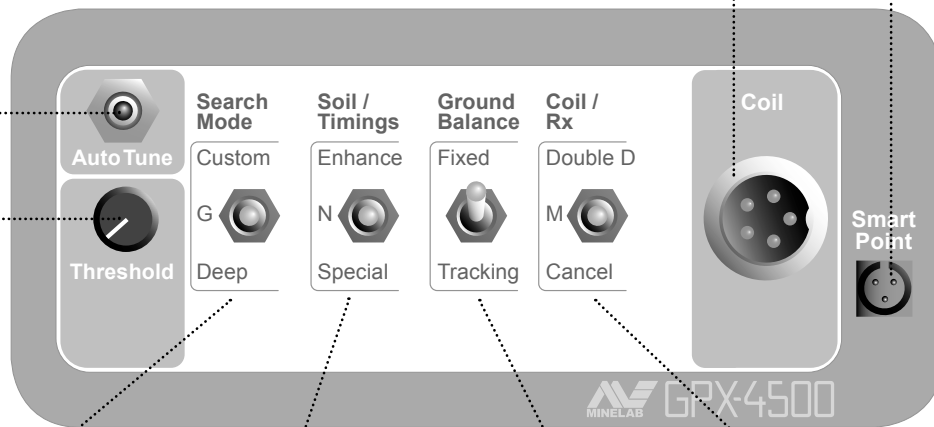 Auto Tune
Threshold
Search
Mode
Custom
G
Deep
Soil /
Timings
Enhance
N
Special
Ground
Balance
Fixed
Tracking
Coil /
Rx
Double D
M
Cancel
Coil
Smart
Point
MINELAB
GPX-4500